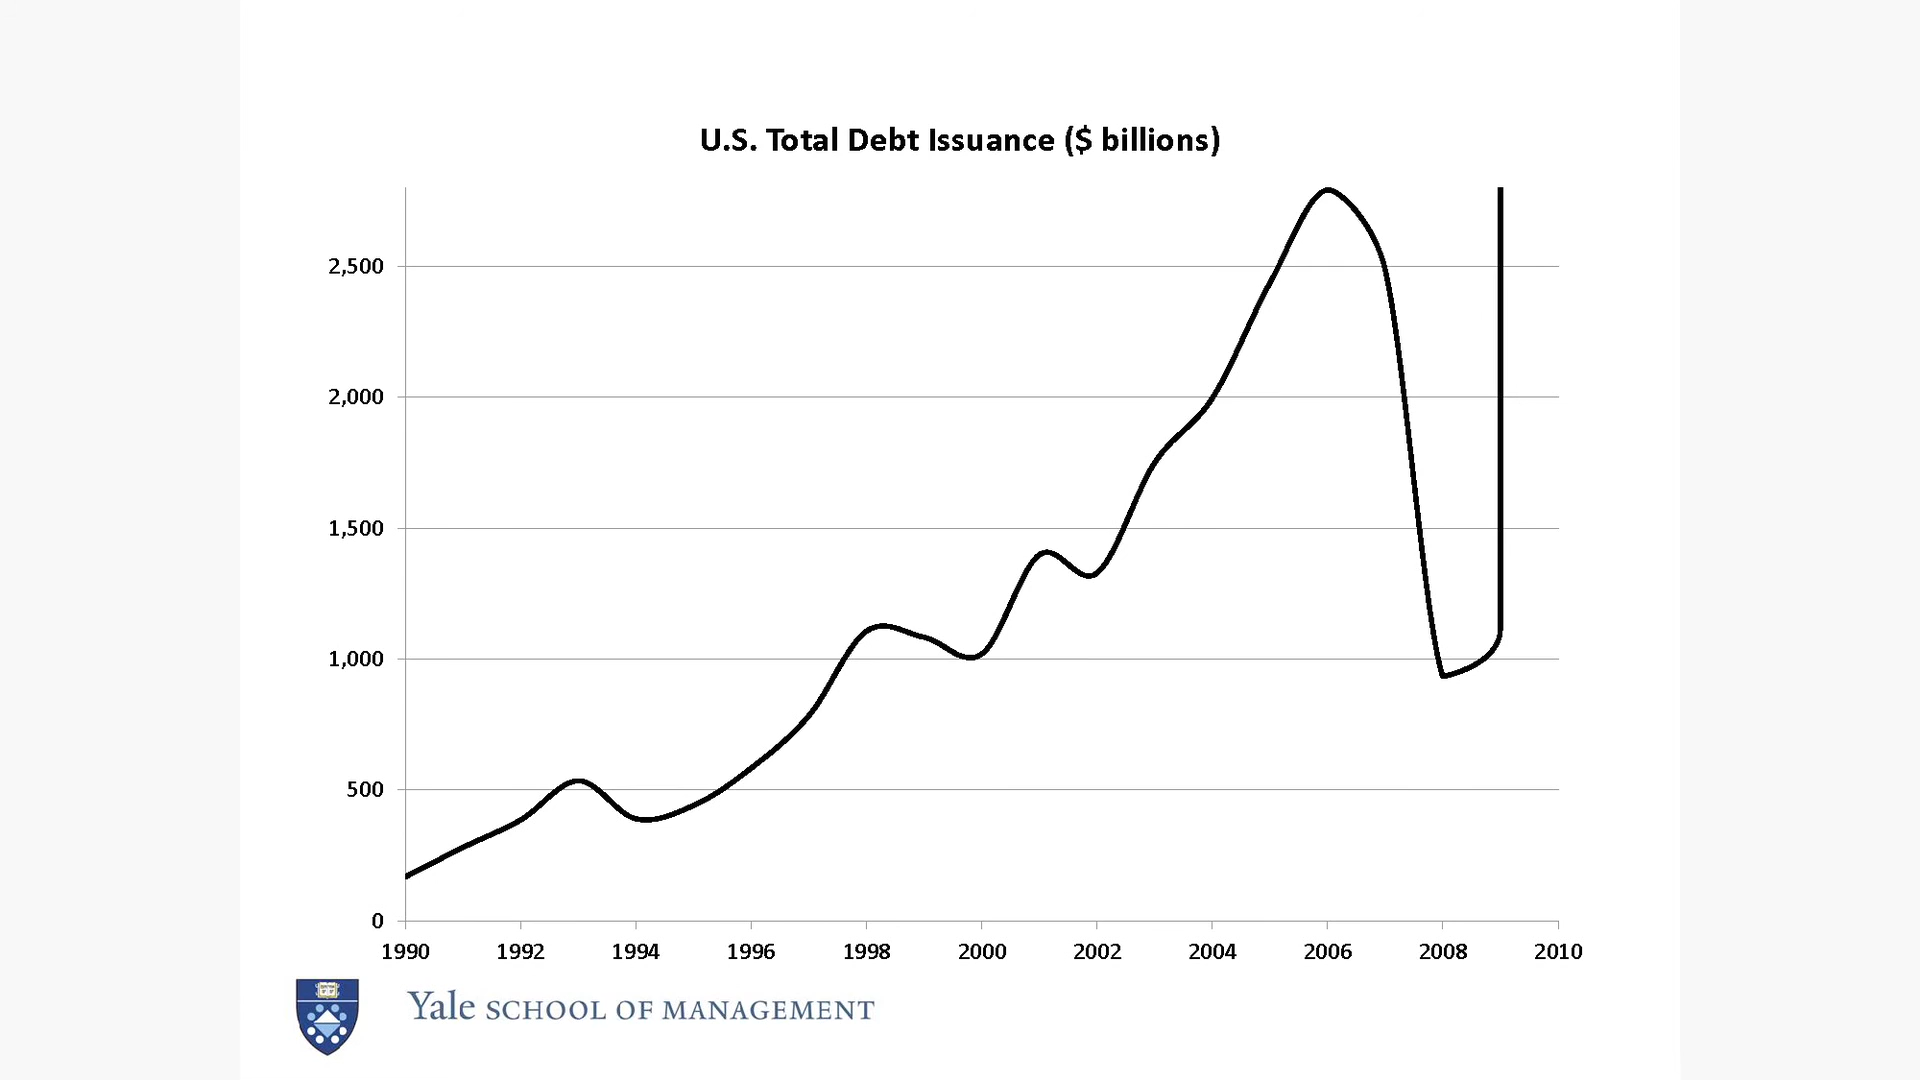 U.S. Total Debt Issuance ($ billions)
2,500
2,000
1,500
1,000
500
0
1990 1992 1994 1996 1998 2000 2002 2004 2006 2008 2010
Yale SCHOOL OF MANAGEMENT